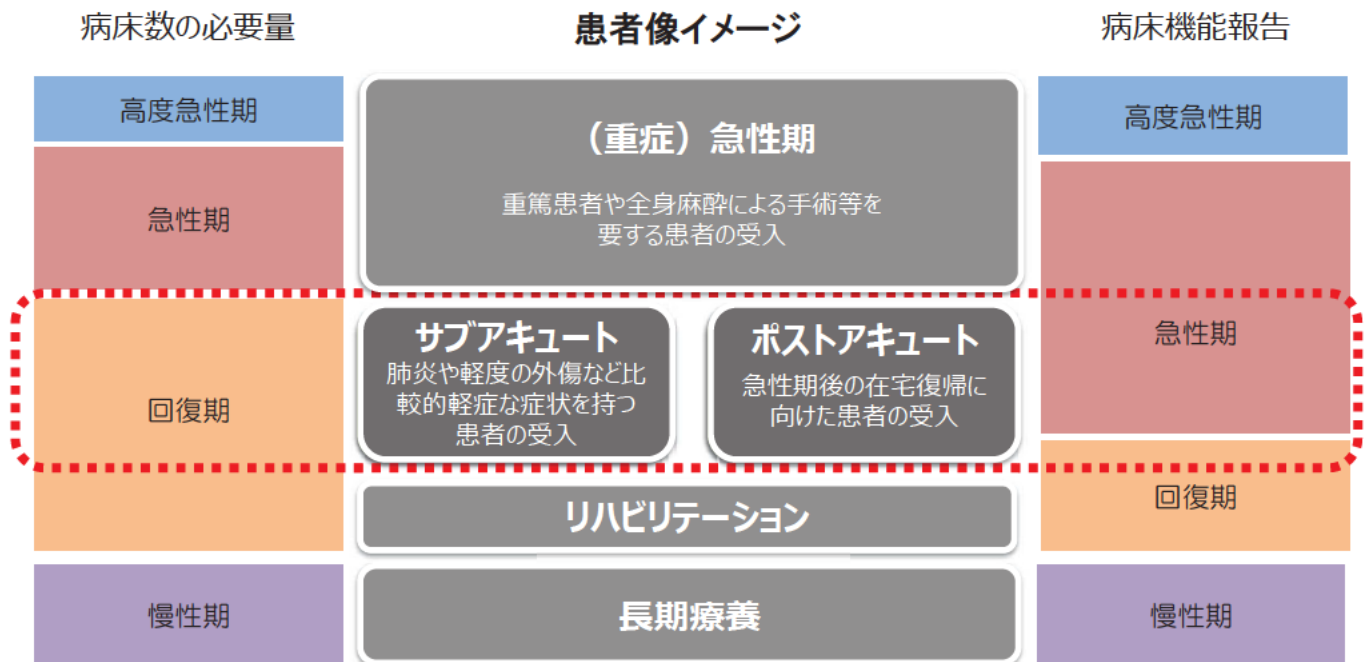 病床数の必要量
患者像イメージ
病床機能報告
高度急性期
急性期
回復期
慢性期
（重症）急性期
重篤患者や全身麻酔による手術等を
要する患者の受入
サブアキュート
肺炎や軽度の外傷など比
較的軽症な症状を持つ
患者の受入
ポストアキュート
急性期後の在宅復帰に
向けた患者の受入
リハビリテーション
長期療養
高度急性期
急性期
回復期
慢性期